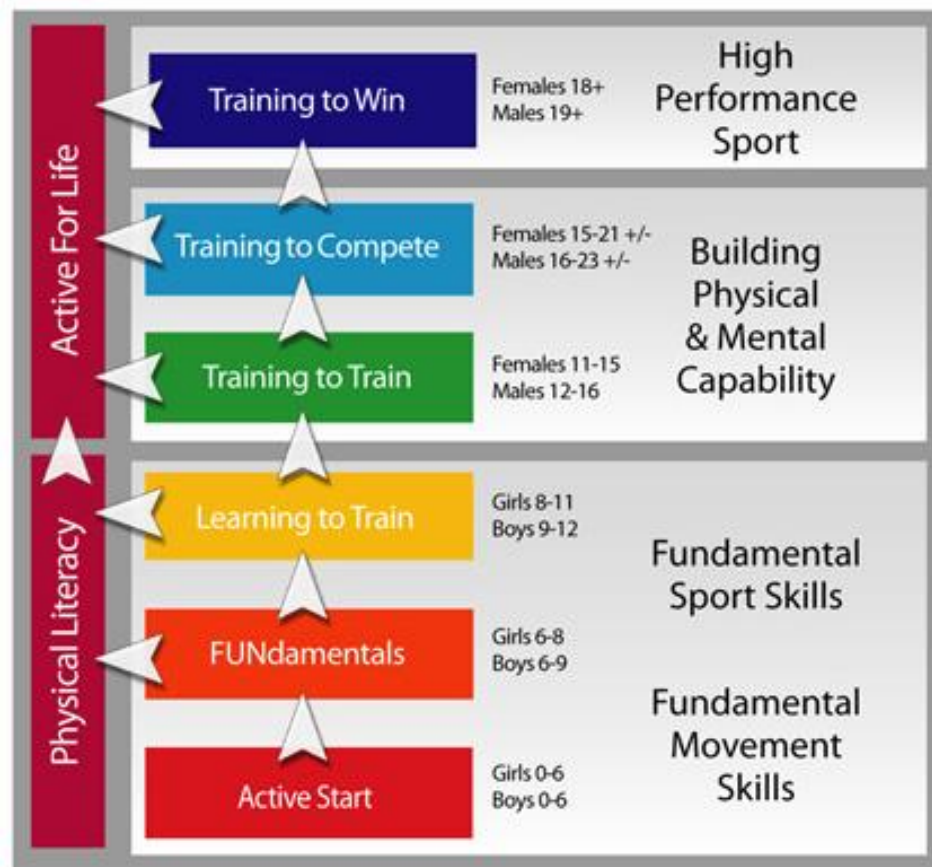 Active For Life
Physical Literacy
Training to Win
Females 18+
Males 19+
High
Performance
Sport
Training to Compete
Females 15-21 +/-
Males 16-23 +/-
Training to Train
Females 11-15
Males 12-16
Building
Physical
& Mental
Capability
Learning to Train
Girls 8-11
Boys 9-12
FUNdamentals
Girls 6-8
Boys 6-9
Active Start
Girls 0-6
Boys 0-6
Fundamental
Sport Skills
Fundamental
Movement
Skills